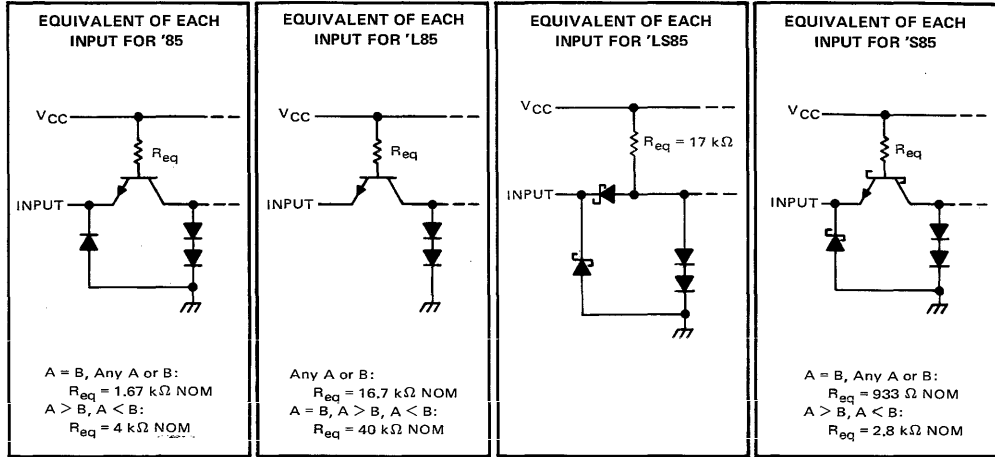 EQUIVALENT OF EACH
INPUT FOR '85
VCC
Req
INPUT
A = B, Any A or B:
Req = 1.67 kΩ NOM
A > B, A < B:
Req = 4 kΩ NOM
EQUIVALENT OF EACH
INPUT FOR 'L85
VCC
Req
INPUT
Any A or B:
Req = 16.7 kΩ NOM
A = B, A > B, A < B:
Req = 40 kΩ NOM
EQUIVALENT OF EACH
INPUT FOR 'LS85
VCC
Req = 17 kΩ
INPUT
EQUIVALENT OF EACH
INPUT FOR 'S85
VCC
Req
INPUT
A = B, Any A or B:
Req = 933 Ω NOM
A > B, A < B:
Req = 2.8 kΩ NOM